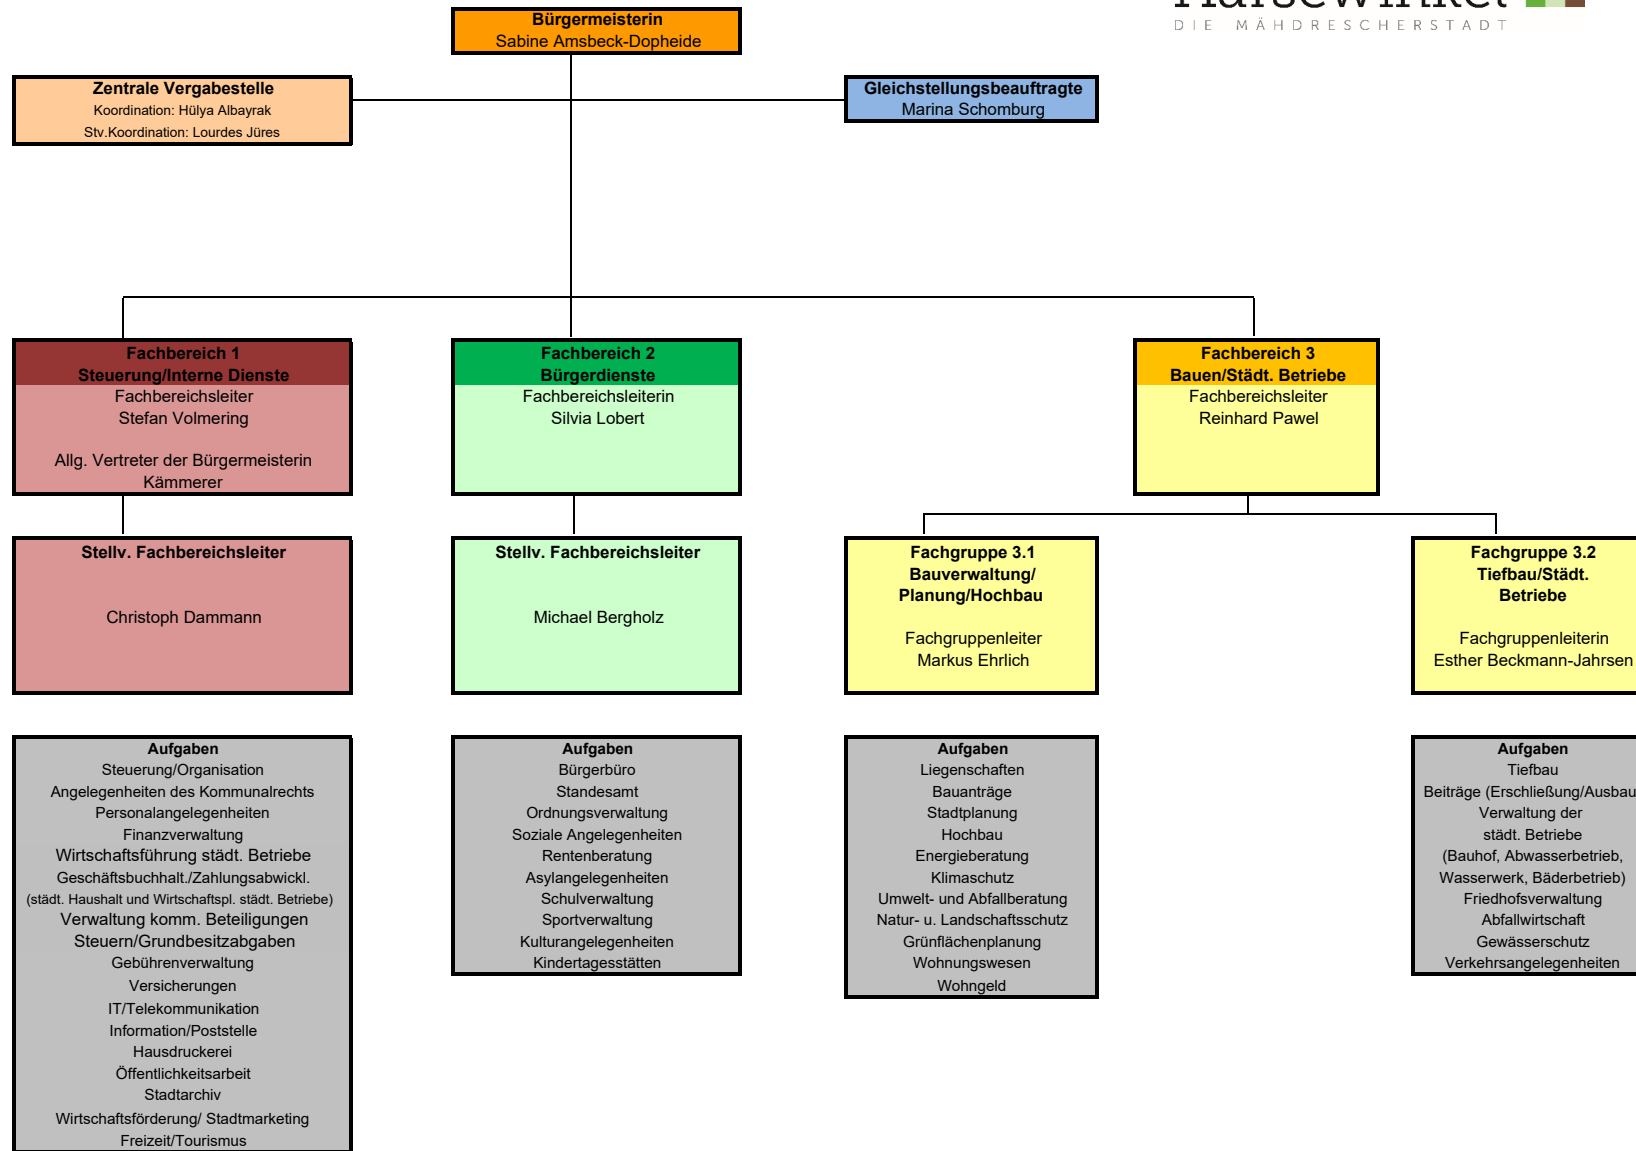 Harsewinkel
DIE MÄHDRESCHERSTADT
Bürgermeisterin
Sabine Amsbeck-Dopheide
Zentrale Vergabestelle
Koordination: Hülya Albayrak
Stv.Koordination: Lourdes Jüres
Gleichstellungsbeauftragte
Marina Schomburg
Fachbereich 1
Steuerung/Interne Dienste
Fachbereichsleiter
Stefan Volmering
Allg. Vertreter der Bürgermeisterin
Kämmerer
Fachbereich 2
Bürgerdienste
Fachbereichsleiterin
Silvia Lobert
Fachbereich 3
Bauen/Städt. Betriebe
Fachbereichsleiter
Reinhard Pawel
Stellv. Fachbereichsleiter
Christoph Dammann
Stellv. Fachbereichsleiter
Michael Bergholz
Fachgruppe 3.1
Bauverwaltung/
Planung/Hochbau
Fachgruppenleiter
Markus Ehrlich
Fachgruppe 3.2
Tiefbau/Städt.
Betriebe
Fachgruppenleiterin
Esther Beckmann-Jahrsen
Aufgaben
Steuerung/Organisation
Angelegenheiten des Kommunalrechts
Personalangelegenheiten
Finanzverwaltung
Wirtschaftsführung städt. Betriebe
Geschäftsbuchhalt./Zahlungsabwickl.
(städt. Haushalt und Wirtschaftspl. städt. Betriebe)
Verwaltung komm. Beteiligungen
Steuern/Grundbesitzabgaben
Gebührenverwaltung
Versicherungen
IT/Telekommunikation
Information/Poststelle
Hausdruckerei
Öffentlichkeitsarbeit
Stadtarchiv
Wirtschaftsförderung/ Stadtmarketing
Freizeit/Tourismus
Aufgaben
Bürgerbüro
Standesamt
Ordnungsverwaltung
Soziale Angelegenheiten
Rentenberatung
Asylangelegenheiten
Schulverwaltung
Sportverwaltung
Kulturangelegenheiten
Kindertagesstätten
Aufgaben
Liegenschaften
Bauanträge
Stadtplanung
Hochbau
Energieberatung
Klimaschutz
Umwelt- und Abfallberatung
Natur- u. Landschaftsschutz
Grünflächenplanung
Wohnungswesen
Wohngeld
Aufgaben
Tiefbau
Beiträge (Erschließung/Ausbau
Verwaltung der
städt. Betriebe
(Bauhof, Abwasserbetrieb,
Wasserwerk, Bäderbetrieb)
Friedhofsverwaltung
Abfallwirtschaft
Gewässerschutz
Verkehrsangelegenheiten